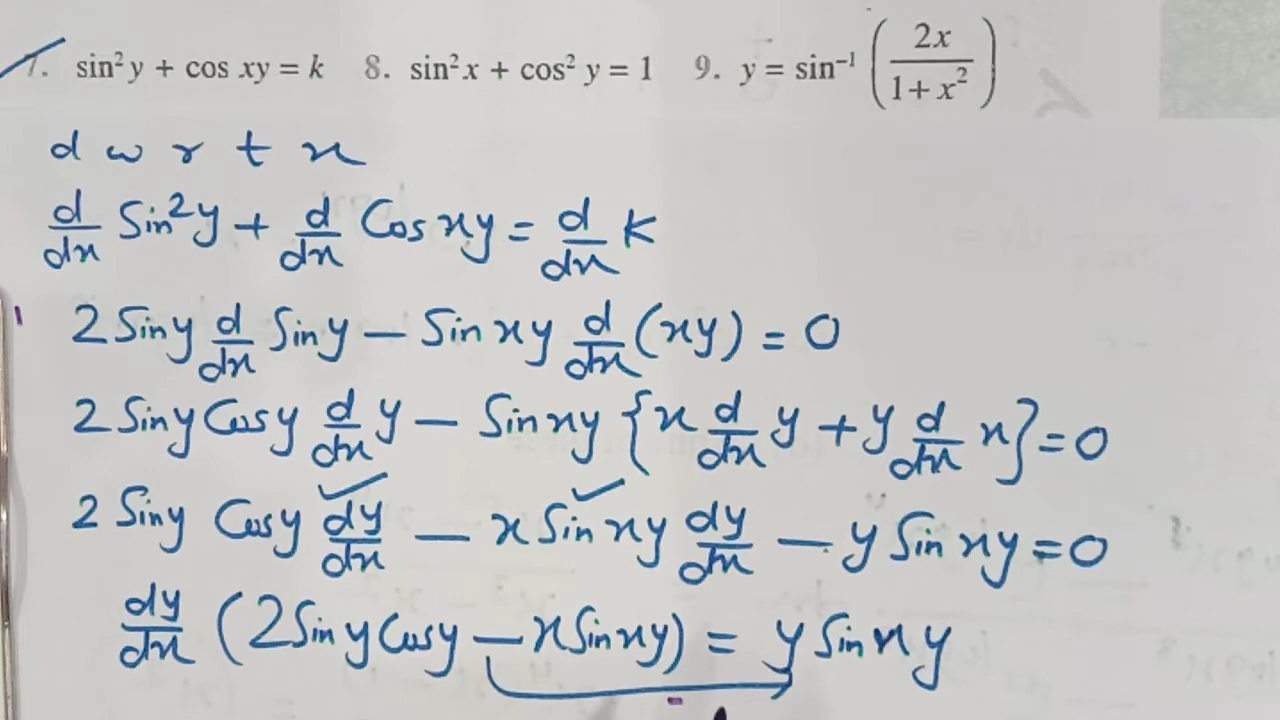 7. sin²y + cos xy = k 8. sin²x + cos² y = 1 9. y = sin⁻¹ (2x/(1+x²))
d w r t x
d/dx Sin²y + d/dx Cos xy = d/dx k
2 Siny d/dx Siny – Sin xy d/dx (xy) = 0
2 Siny Cosy d/dx y – Sin xy {x d/dx y + y d/dx x} = 0
2 Siny Cosy dy/dx – x Sin xy dy/dx – y Sin xy = 0
dy/dx (2 Siny Cosy – x Sin xy) = y Sin xy